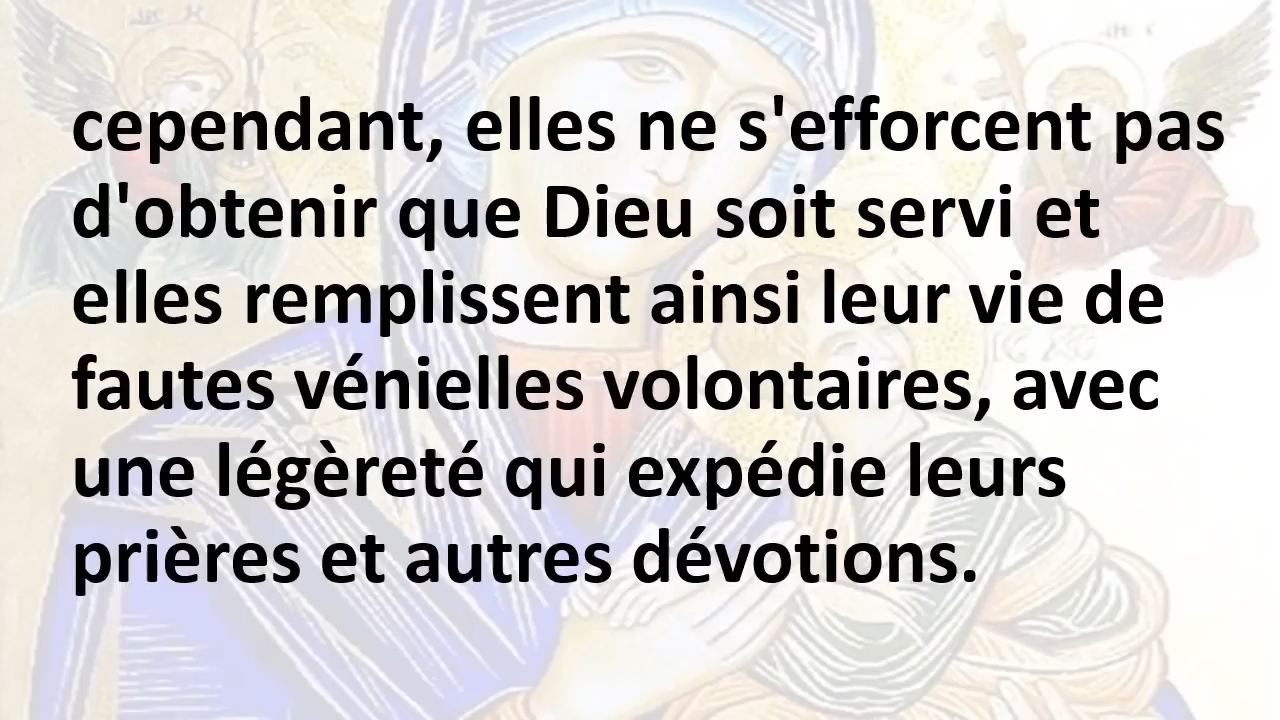 cependant, elles ne s'efforcent pas
d'obtenir que Dieu soit servi et
elles remplissent ainsi leur vie de
fautes vénielles volontaires, avec
une légèreté qui expédie leurs
prières et autres dévotions.